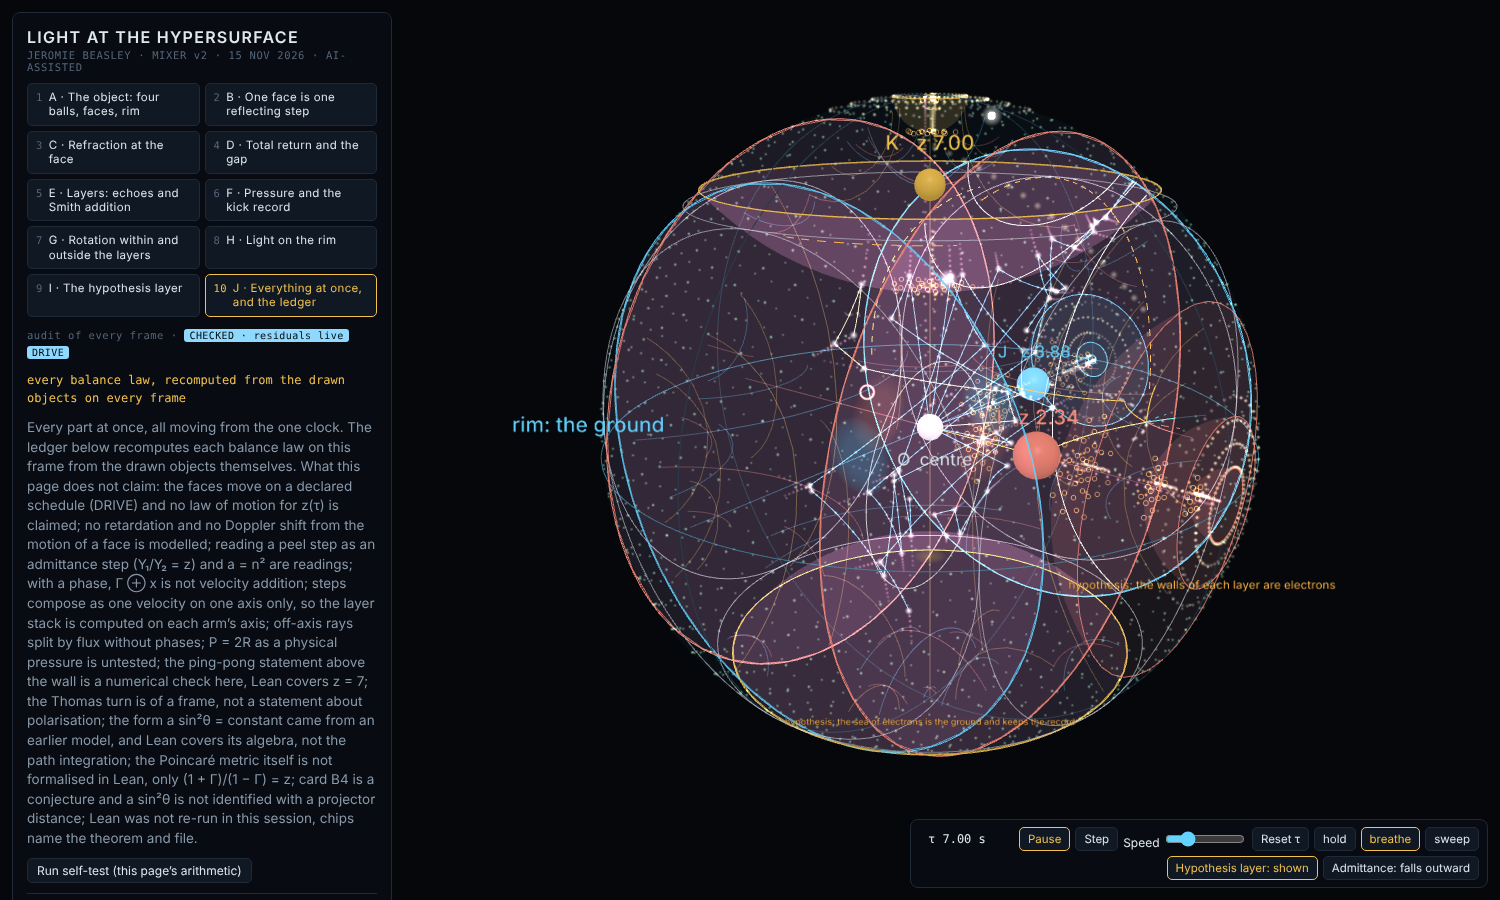 LIGHT AT THE HYPERSURFACE
JEROMIE BEASLEY · MIXER v2 · 15 NOV 2026 · AI-
ASSISTED
1 A · The object: four
balls, faces, rim
2 B · One face is one
reflecting step
3 C · Refraction at the
face
4 D · Total return and the
gap
5 E · Layers: echoes and
Smith addition
6 F · Pressure and the
kick record
7 G · Rotation within and
outside the layers
8 H · Light on the rim
9 I · The hypothesis layer
10 J · Everything at once,
and the ledger
audit of every frame · CHECKED · residuals live
DRIVE
every balance law, recomputed from the drawn
objects on every frame
Every part at once, all moving from the one clock. The
ledger below recomputes each balance law on this
frame from the drawn objects themselves. What this
page does not claim: the faces move on a declared
schedule (DRIVE) and no law of motion for z(τ) is
claimed; no retardation and no Doppler shift from the
motion of a face is modelled; reading a peel step as an
admittance step (Y₁/Y₂ = z) and a = n² are readings;
with a phase, Γ ⊕ x is not velocity addition; steps
compose as one velocity on one axis only, so the layer
stack is computed on each arm's axis; off-axis rays
split by flux without phases; P = 2R as a physical
pressure is untested; the ping-pong statement above
the wall is a numerical check here, Lean covers z = 7;
the Thomas turn is of a frame, not a statement about
polarisation; the form a sin²θ = constant came from an
earlier model, and Lean covers its algebra, not the
path integration; the Poincaré metric itself is not
formalised in Lean, only (1 + Γ)/(1 − Γ) = z; card B4 is a
conjecture and a sin²θ is not identified with a projector
distance; Lean was not re-run in this session, chips
name the theorem and file.
Run self-test (this page's arithmetic)
K z 7.00
J z 3.88
z 2.34
rim: the ground
O centre
hypothesis: the walls of each layer are electrons
hypothesis: the sea of electrons is the ground and keeps the record
τ 7.00 s
Pause
Step
Speed
Reset τ
hold
breathe
sweep
Hypothesis layer: shown
Admittance: falls outward